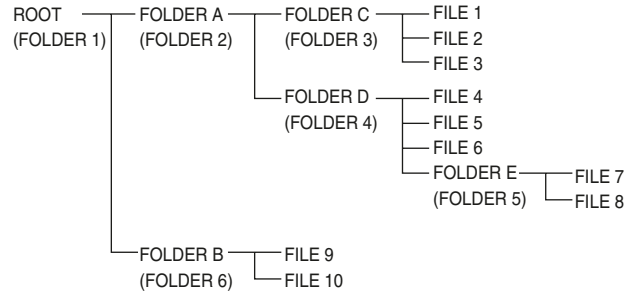 ROOT FOLDER A FOLDER C FILE 1
(FOLDER 1) (FOLDER 2) (FOLDER 3) FILE 2
FILE 3
FOLDER D FILE 4
(FOLDER 4) FILE 5
FILE 6
FOLDER E FILE 7
(FOLDER 5) FILE 8
FOLDER B FILE 9
(FOLDER 6) FILE 10